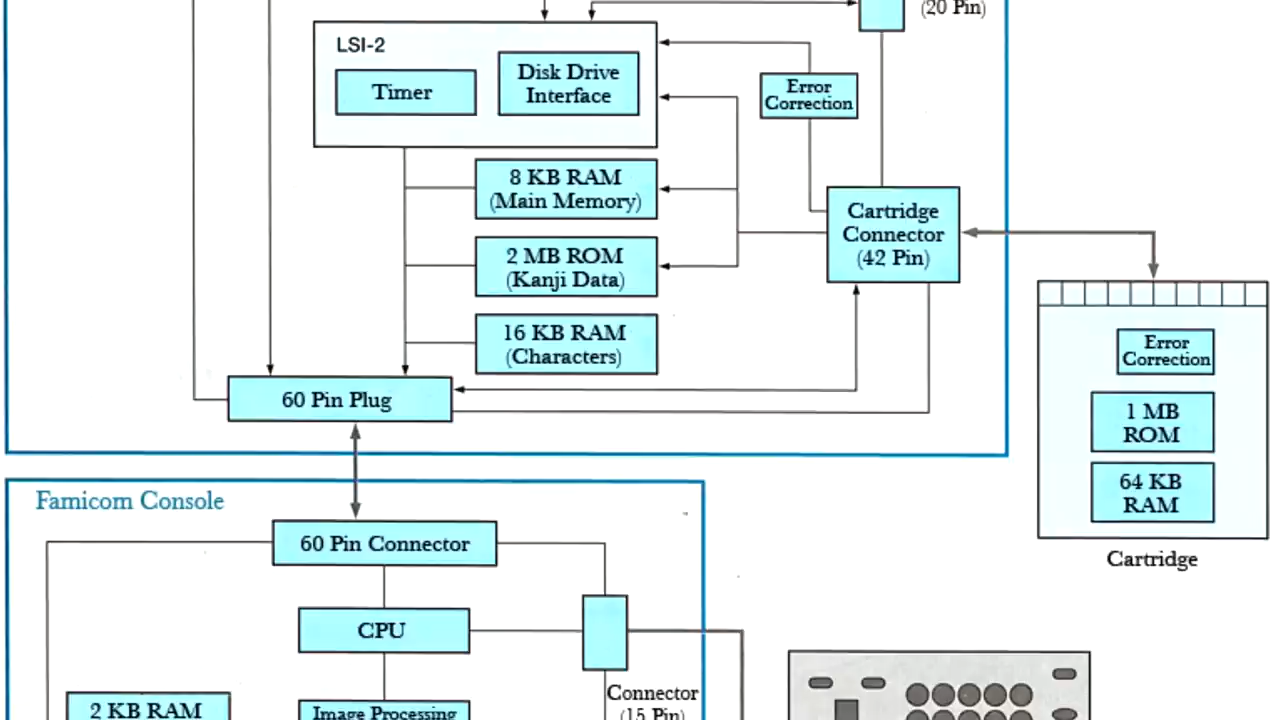 (20 Pin)
LSI-2
Timer
Disk Drive
Interface
Error
Correction
8 KB RAM
(Main Memory)
Cartridge
Connector
(42 Pin)
2 MB ROM
(Kanji Data)
16 KB RAM
(Characters)
Error
Correction
60 Pin Plug
1 MB
ROM
64 KB
RAM
Cartridge
Famicom Console
60 Pin Connector
CPU
Connector
(15 Pin)
2 KB RAM
Image Processing